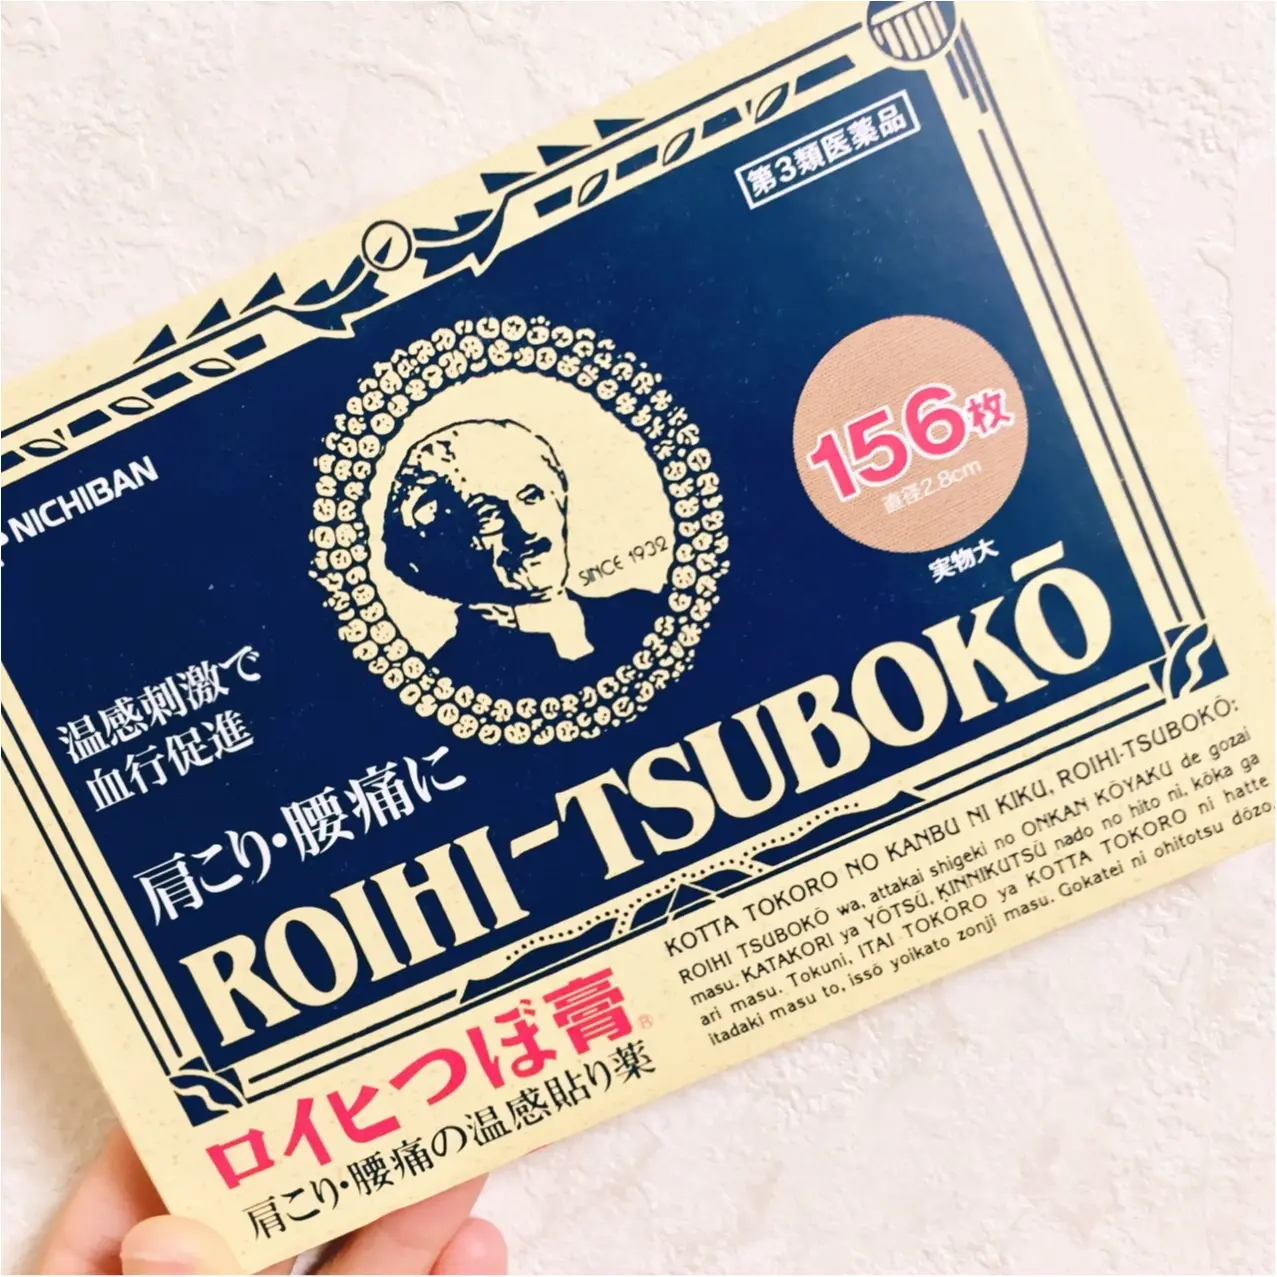 第3類医薬品
NICHIBAN
156枚
直径2.8cm
実物大
SINCE 1932
温感刺激で
血行促進
肩こり・腰痛に
ROIHI-TSUBOKŌ
KOTTA TOKORO NO KANBU NI KIKU, ROIHI-TSUBOKŌ:
ROIHI TSUBOKŌ wa, attakai shigeki no ONKAN KŌYAKU de gozai
masu. KATAKORI ya YŌTSŪ, KINNIKUTSŪ nado no hito ni, kōka ga
ari masu. Tokuni, ITAI TOKORO ya KOTTA TOKORO ni hatte
itadaki masu to, issō yoikato zonji masu. Gokatei ni ohitotsu dōzo.
ロイヒつぼ膏®
肩こり・腰痛の温感貼り薬